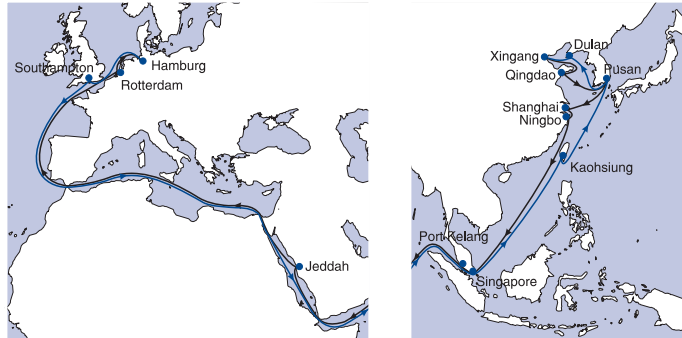 Southampton
Hamburg
Rotterdam
Jeddah
Xingang
Dulan
Qingdao
Pusan
Shanghai
Ningbo
Kaohsiung
Port Kelang
Singapore